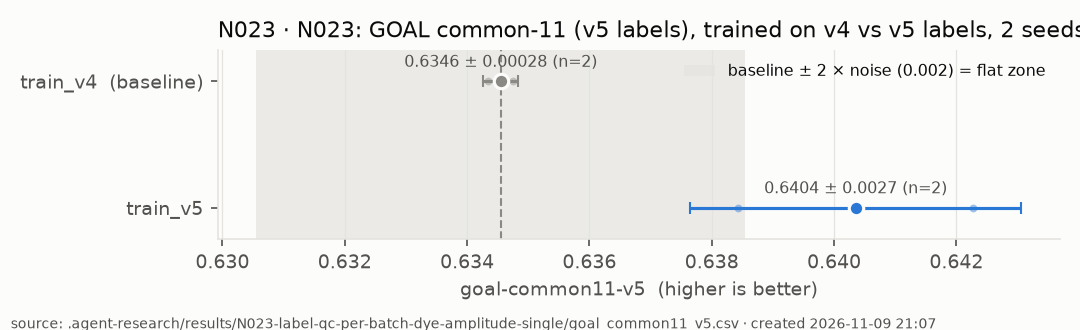 N023 · N023: GOAL common-11 (v5 labels), trained on v4 vs v5 labels, 2 seeds
0.6346 ± 0.00028 (n=2)
baseline ± 2 × noise (0.002) = flat zone
train_v4 (baseline)
0.6404 ± 0.0027 (n=2)
train_v5
0.630 0.632 0.634 0.636 0.638 0.640 0.642
goal-common11-v5 (higher is better)
source: .agent-research/results/N023-label-qc-per-batch-dye-amplitude-single/goal_common11_v5.csv · created 2026-11-09 21:07